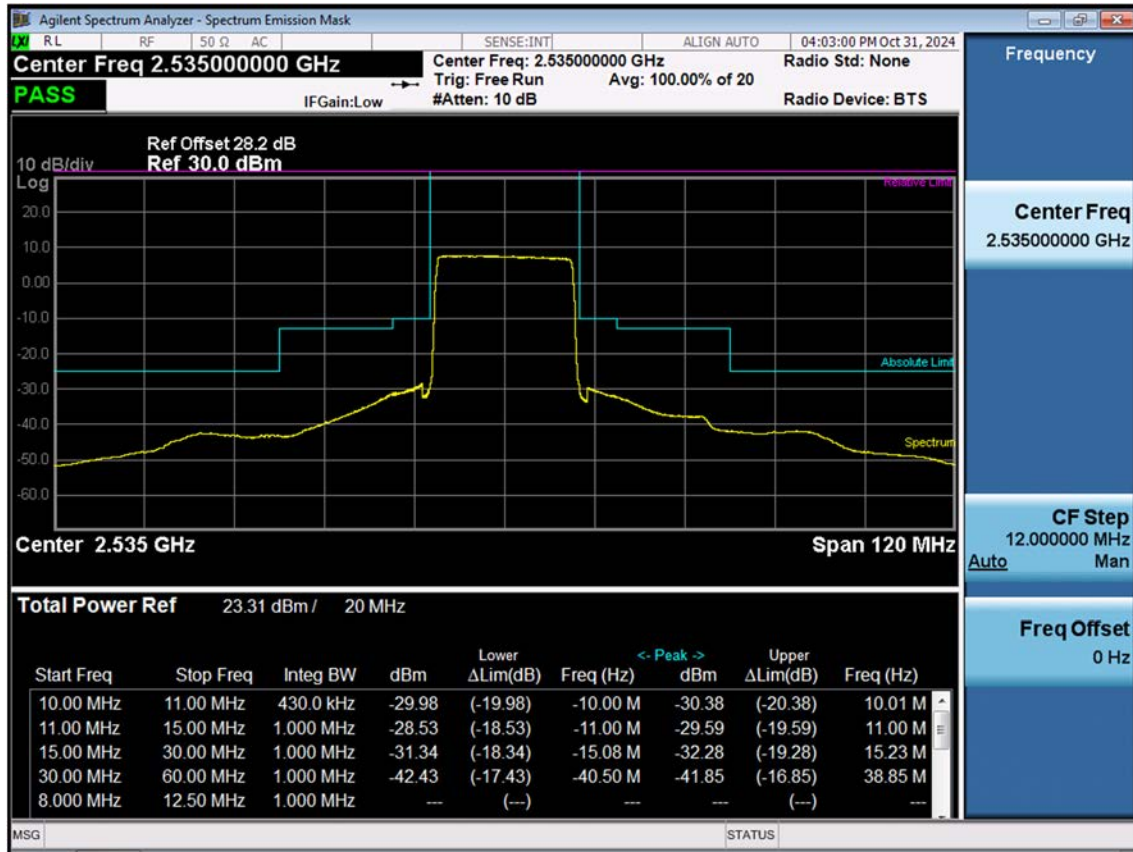 Agilent Spectrum Analyzer - Spectrum Emission Mask
LXI RL RF 50 Ω AC SENSE:INT ALIGN AUTO 04:03:00 PM Oct 31, 2024
Center Freq 2.535000000 GHz
PASS
IFGain:Low
Center Freq: 2.535000000 GHz
Trig: Free Run Avg: 100.00% of 20
#Atten: 10 dB
Radio Std: None
Radio Device: BTS
Ref Offset 28.2 dB
10 dB/div Ref 30.0 dBm
Log
Relative Limit
20.0
10.0
0.00
-10.0
-20.0
Absolute Limit
-30.0
-40.0
Spectrum
-50.0
-60.0
Center 2.535 GHz Span 120 MHz
Total Power Ref 23.31 dBm / 20 MHz
Lower <- Peak -> Upper
Start Freq Stop Freq Integ BW dBm ΔLim(dB) Freq (Hz) dBm ΔLim(dB) Freq (Hz)
10.00 MHz 11.00 MHz 430.0 kHz -29.98 (-19.98) -10.00 M -30.38 (-20.38) 10.01 M
11.00 MHz 15.00 MHz 1.000 MHz -28.53 (-18.53) -11.00 M -29.59 (-19.59) 11.00 M
15.00 MHz 30.00 MHz 1.000 MHz -31.34 (-18.34) -15.08 M -32.28 (-19.28) 15.23 M
30.00 MHz 60.00 MHz 1.000 MHz -42.43 (-17.43) -40.50 M -41.85 (-16.85) 38.85 M
8.000 MHz 12.50 MHz 1.000 MHz --- (---) --- --- (---) ---
MSG STATUS
Frequency
Center Freq
2.535000000 GHz
CF Step
12.000000 MHz
Auto Man
Freq Offset
0 Hz